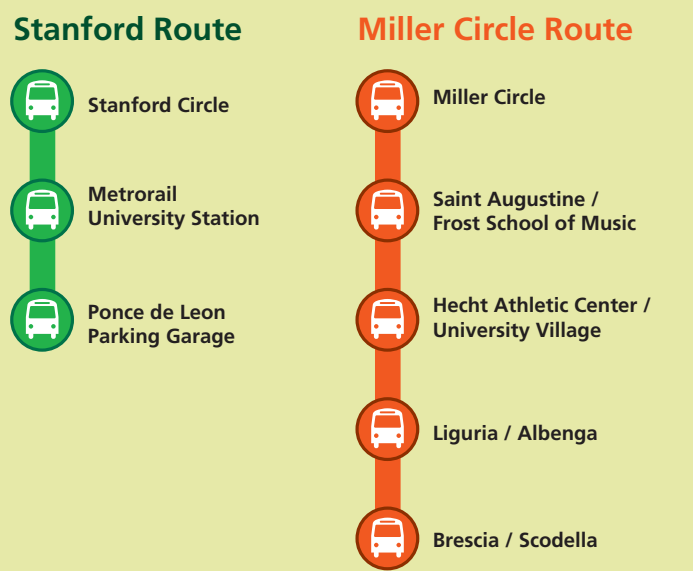 Stanford Route
Stanford Circle
Metrorail
University Station
Ponce de Leon
Parking Garage
Miller Circle Route
Miller Circle
Saint Augustine /
Frost School of Music
Hecht Athletic Center /
University Village
Liguria / Albenga
Brescia / Scodella